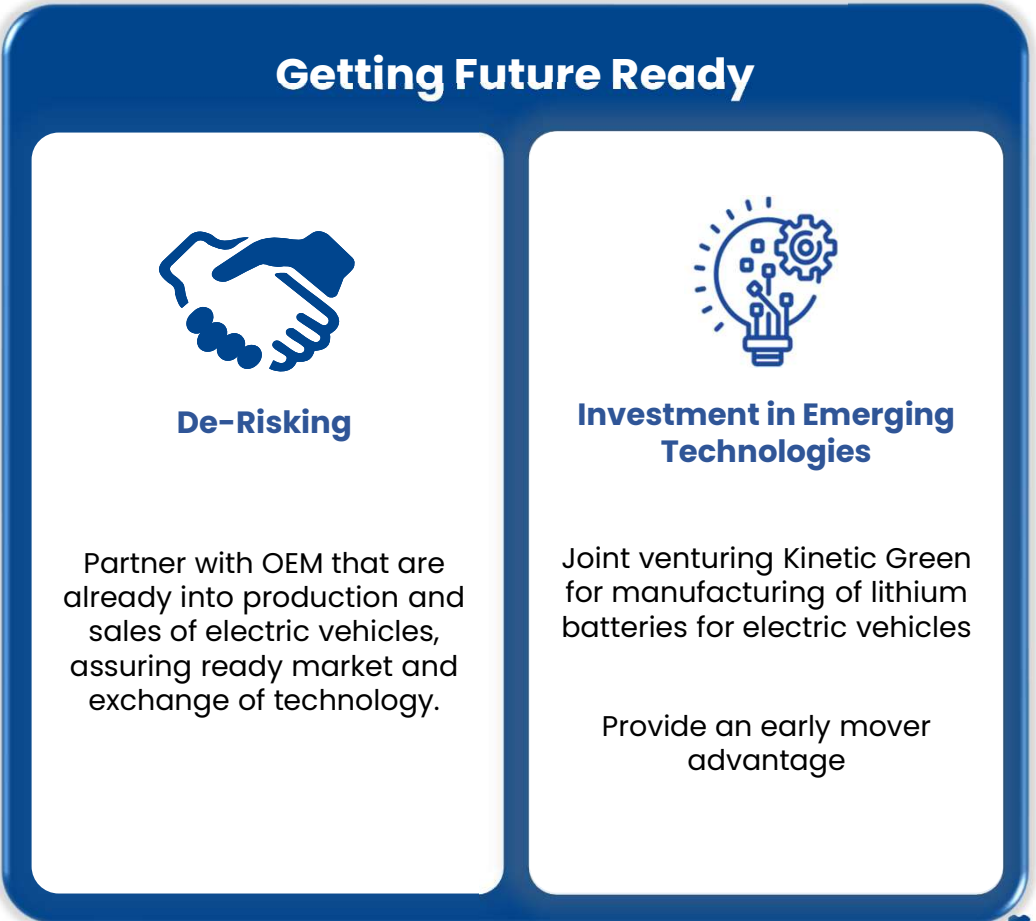 Getting Future Ready
De-Risking
Partner with OEM that are
already into production and
sales of electric vehicles,
assuring ready market and
exchange of technology.
Investment in Emerging
Technologies
Joint venturing Kinetic Green
for manufacturing of lithium
batteries for electric vehicles
Provide an early mover
advantage